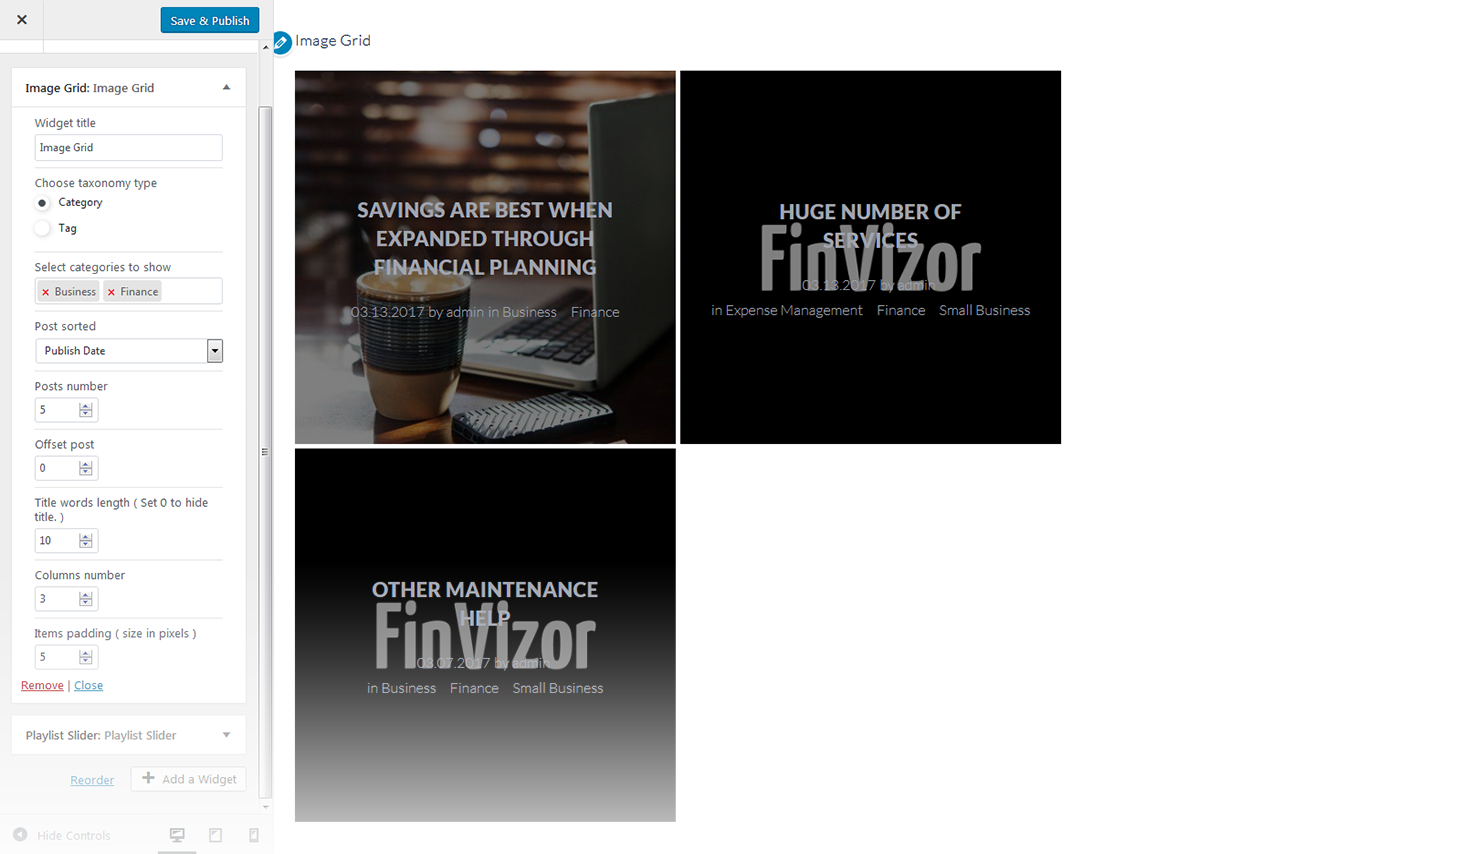 Save & Publish
Image Grid: Image Grid
Widget title
Image Grid
Choose taxonomy type
Category
Tag
Select categories to show
× Business × Finance
Post sorted
Publish Date
Posts number
5
Offset post
0
Title words length ( Set 0 to hide
title. )
10
Columns number
3
Items padding ( size in pixels )
5
Remove | Close
Playlist Slider: Playlist Slider
Reorder
Add a Widget
Hide Controls
Image Grid
SAVINGS ARE BEST WHEN
EXPANDED THROUGH
FINANCIAL PLANNING
03.13.2017 by admin in Business Finance
HUGE NUMBER OF
SERVICES
FinVizor
03.13.2017 by admin
in Expense Management Finance Small Business
OTHER MAINTENANCE
HELP
FinVizor
03.07.2017 by admin
in Business Finance Small Business